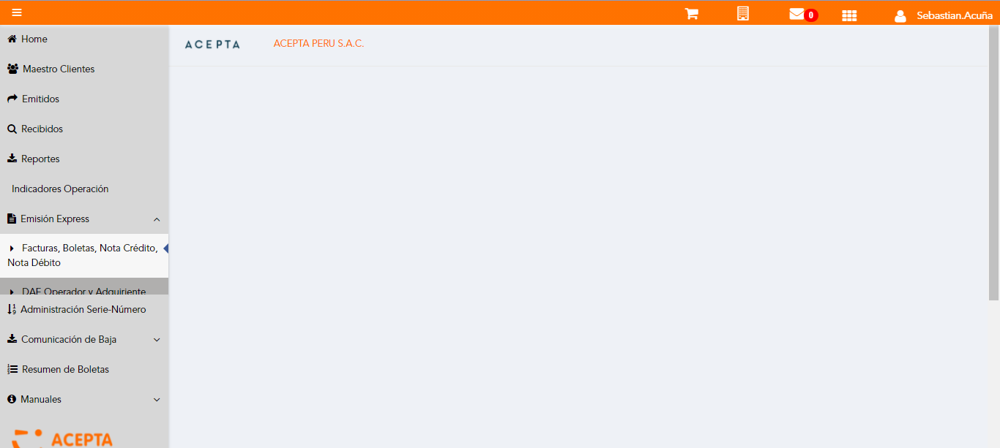 0
Sebastian.Acuña
Home
ACEPTA
ACEPTA PERU S.A.C.
Maestro Clientes
Emitidos
Recibidos
Reportes
Indicadores Operación
Emisión Express
Facturas, Boletas, Nota Crédito,
Nota Débito
DAE Operador y Adquiriente
Administración Serie-Número
Comunicación de Baja
Resumen de Boletas
Manuales
ACEPTA